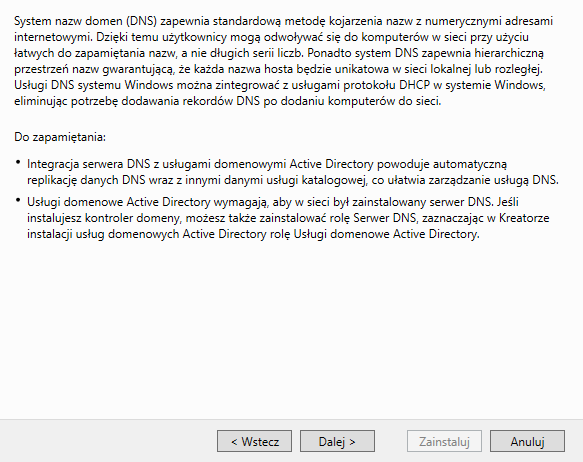 System nazw domen (DNS) zapewnia standardową metodę kojarzenia nazw z numerycznymi adresami
internetowymi. Dzięki temu użytkownicy mogą odwoływać się do komputerów w sieci przy użyciu
łatwych do zapamiętania nazw, a nie długich serii liczb. Ponadto system DNS zapewnia hierarchiczną
przestrzeń nazw gwarantującą, że każda nazwa hosta będzie unikatowa w sieci lokalnej lub rozległej.
Usługi DNS systemu Windows można zintegrować z usługami protokołu DHCP w systemie Windows,
eliminując potrzebę dodawania rekordów DNS po dodaniu komputerów do sieci.
Do zapamiętania:
• Integracja serwera DNS z usługami domenowymi Active Directory powoduje automatyczną
replikację danych DNS wraz z innymi danymi usługi katalogowej, co ułatwia zarządzanie usługą DNS.
• Usługi domenowe Active Directory wymagają, aby w sieci był zainstalowany serwer DNS. Jeśli
instalujesz kontroler domeny, możesz także zainstalować rolę Serwer DNS, zaznaczając w Kreatorze
instalacji usług domenowych Active Directory rolę Usługi domenowe Active Directory.
< Wstecz Dalej > Zainstaluj Anuluj